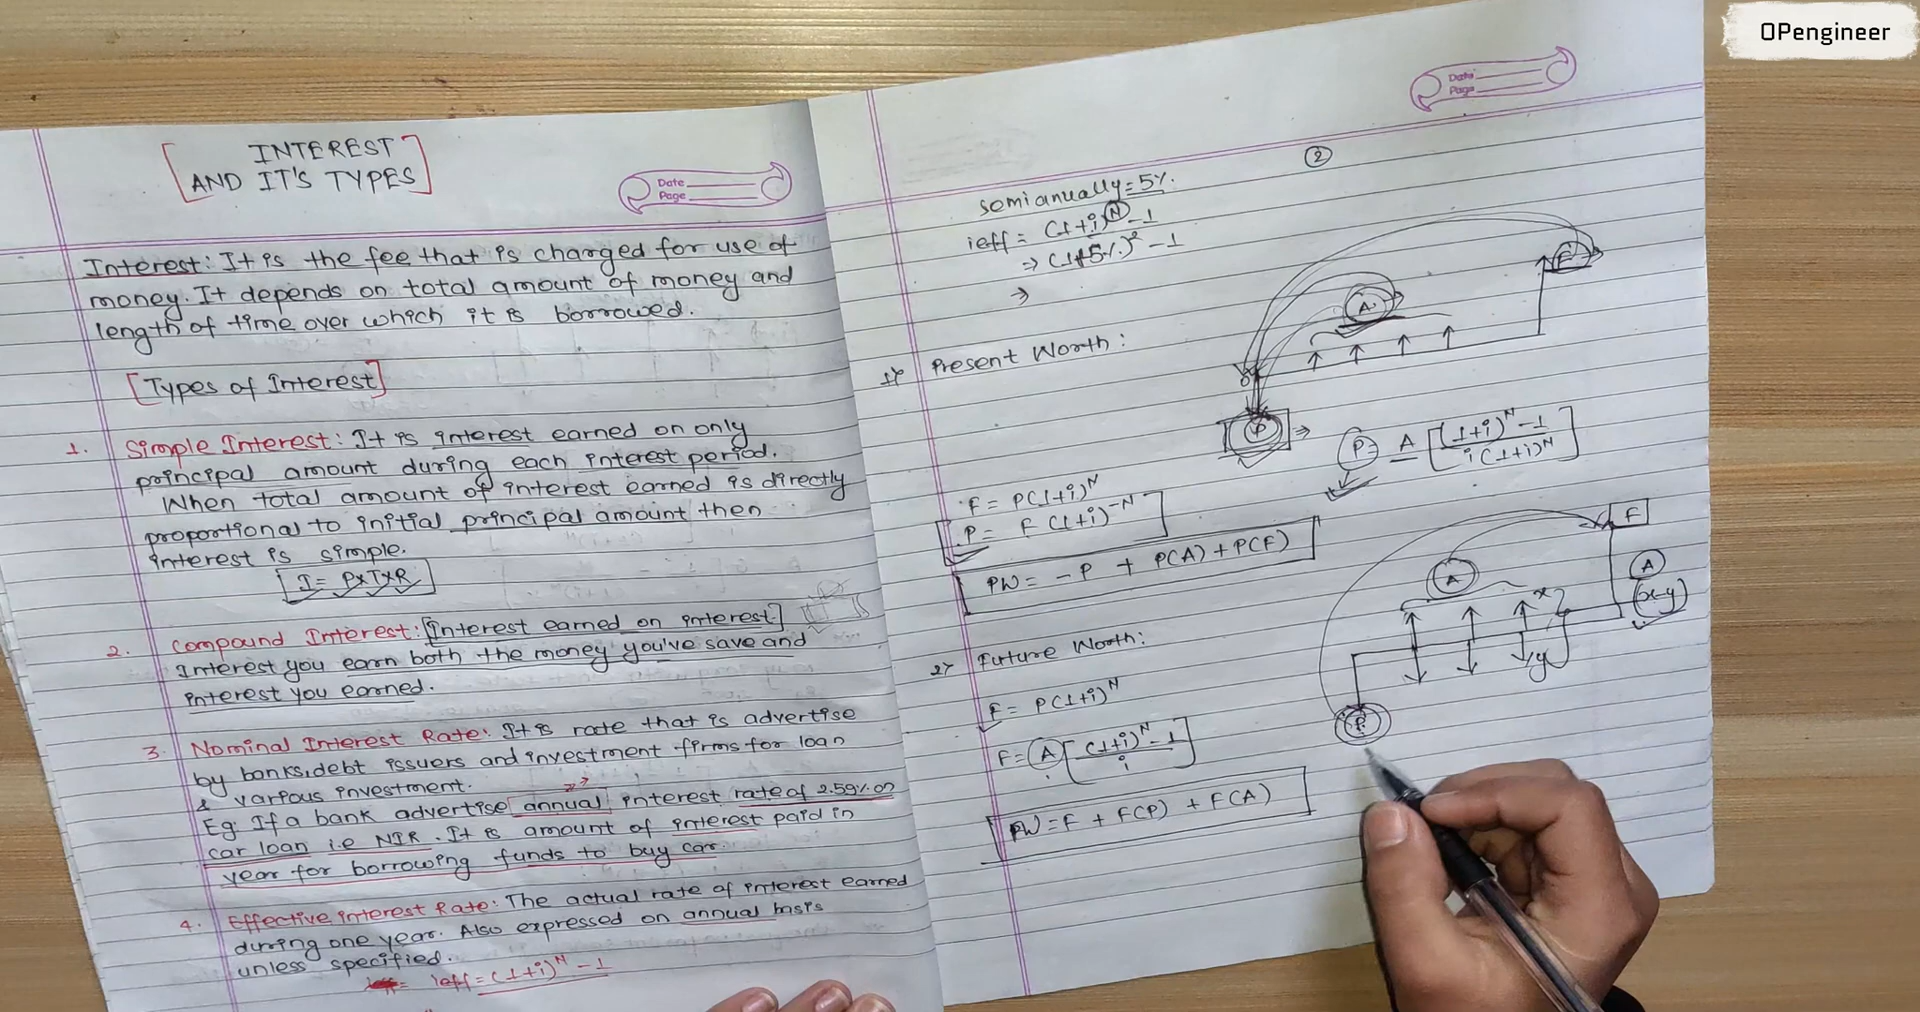 OPengineer
INTEREST
AND IT'S TYPES
Date
Page
Interest: It is the fee that is charged for use of
money. It depends on total amount of money and
length of time over which it is borrowed.
[Types of Interest]
1. Simple Interest: It is interest earned on only
principal amount during each interest period.
When total amount of interest earned is directly
proportional to initial principal amount then
interest is simple.
I = P×T×R
2. Compound Interest: [Interest earned on interest]
Interest you earn both the money you've save and
interest you earned.
3. Nominal Interest Rate: It is rate that is advertise
by banks, debt issuers and investment firms for loan
& various investment.
Eg: If a bank advertise annual interest rate of 2.59% on
car loan i.e NIR. It is amount of interest paid in
year for borrowing funds to buy car.
4. Effective interest Rate: The actual rate of interest earned
during one year. Also expressed on annual basis
unless specified.
ieff = (1+i)^N - 1
Date
Page
2
semianually = 5%.
ieff = (1+i)^N - 1
⇒ (1+5%)^2 - 1
⇒
1> Present Worth:
A
F
P
P = A [(1+i)^N - 1 / i(1+i)^N]
F = P(1+i)^N
P = F (1+i)^-N
PW = -P + P(A) + P(F)
F
A
x
A
(x-y)
y
P
2> Future Worth:
F = P(1+i)^N
F = A [(1+i)^N - 1 / i]
W = F + F(P) + F(A)